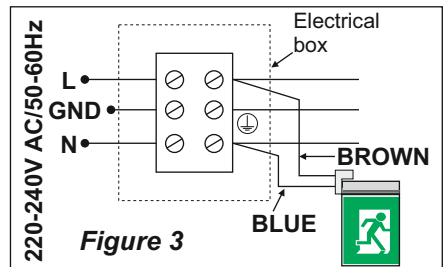 220-240V AC/50-60Hz
Electrical
box
L
GND
N
BROWN
BLUE
Figure 3